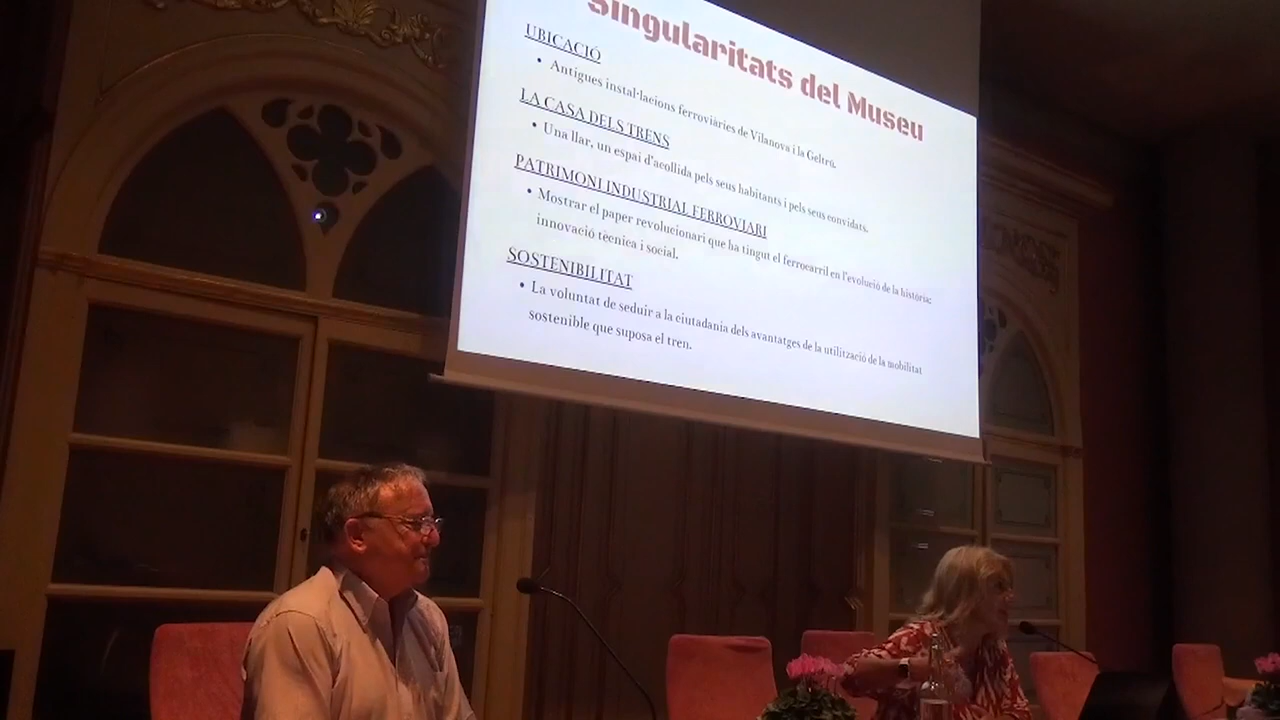 Singularitats del Museu
UBICACIÓ
• Antigues instal·lacions ferroviàries de Vilanova i la Geltrú.
LA CASA DELS TRENS
• Una llar, un espai d'acollida pels seus habitants i pels seus convidats.
PATRIMONI INDUSTRIAL FERROVIARI
• Mostrar el paper revolucionari que ha tingut el ferrocarril en l'evolució de la història:
innovació tècnica i social.
SOSTENIBILITAT
• La voluntat de seduir a la ciutadania dels avantatges de la utilització de la mobilitat
sostenible que suposa el tren.